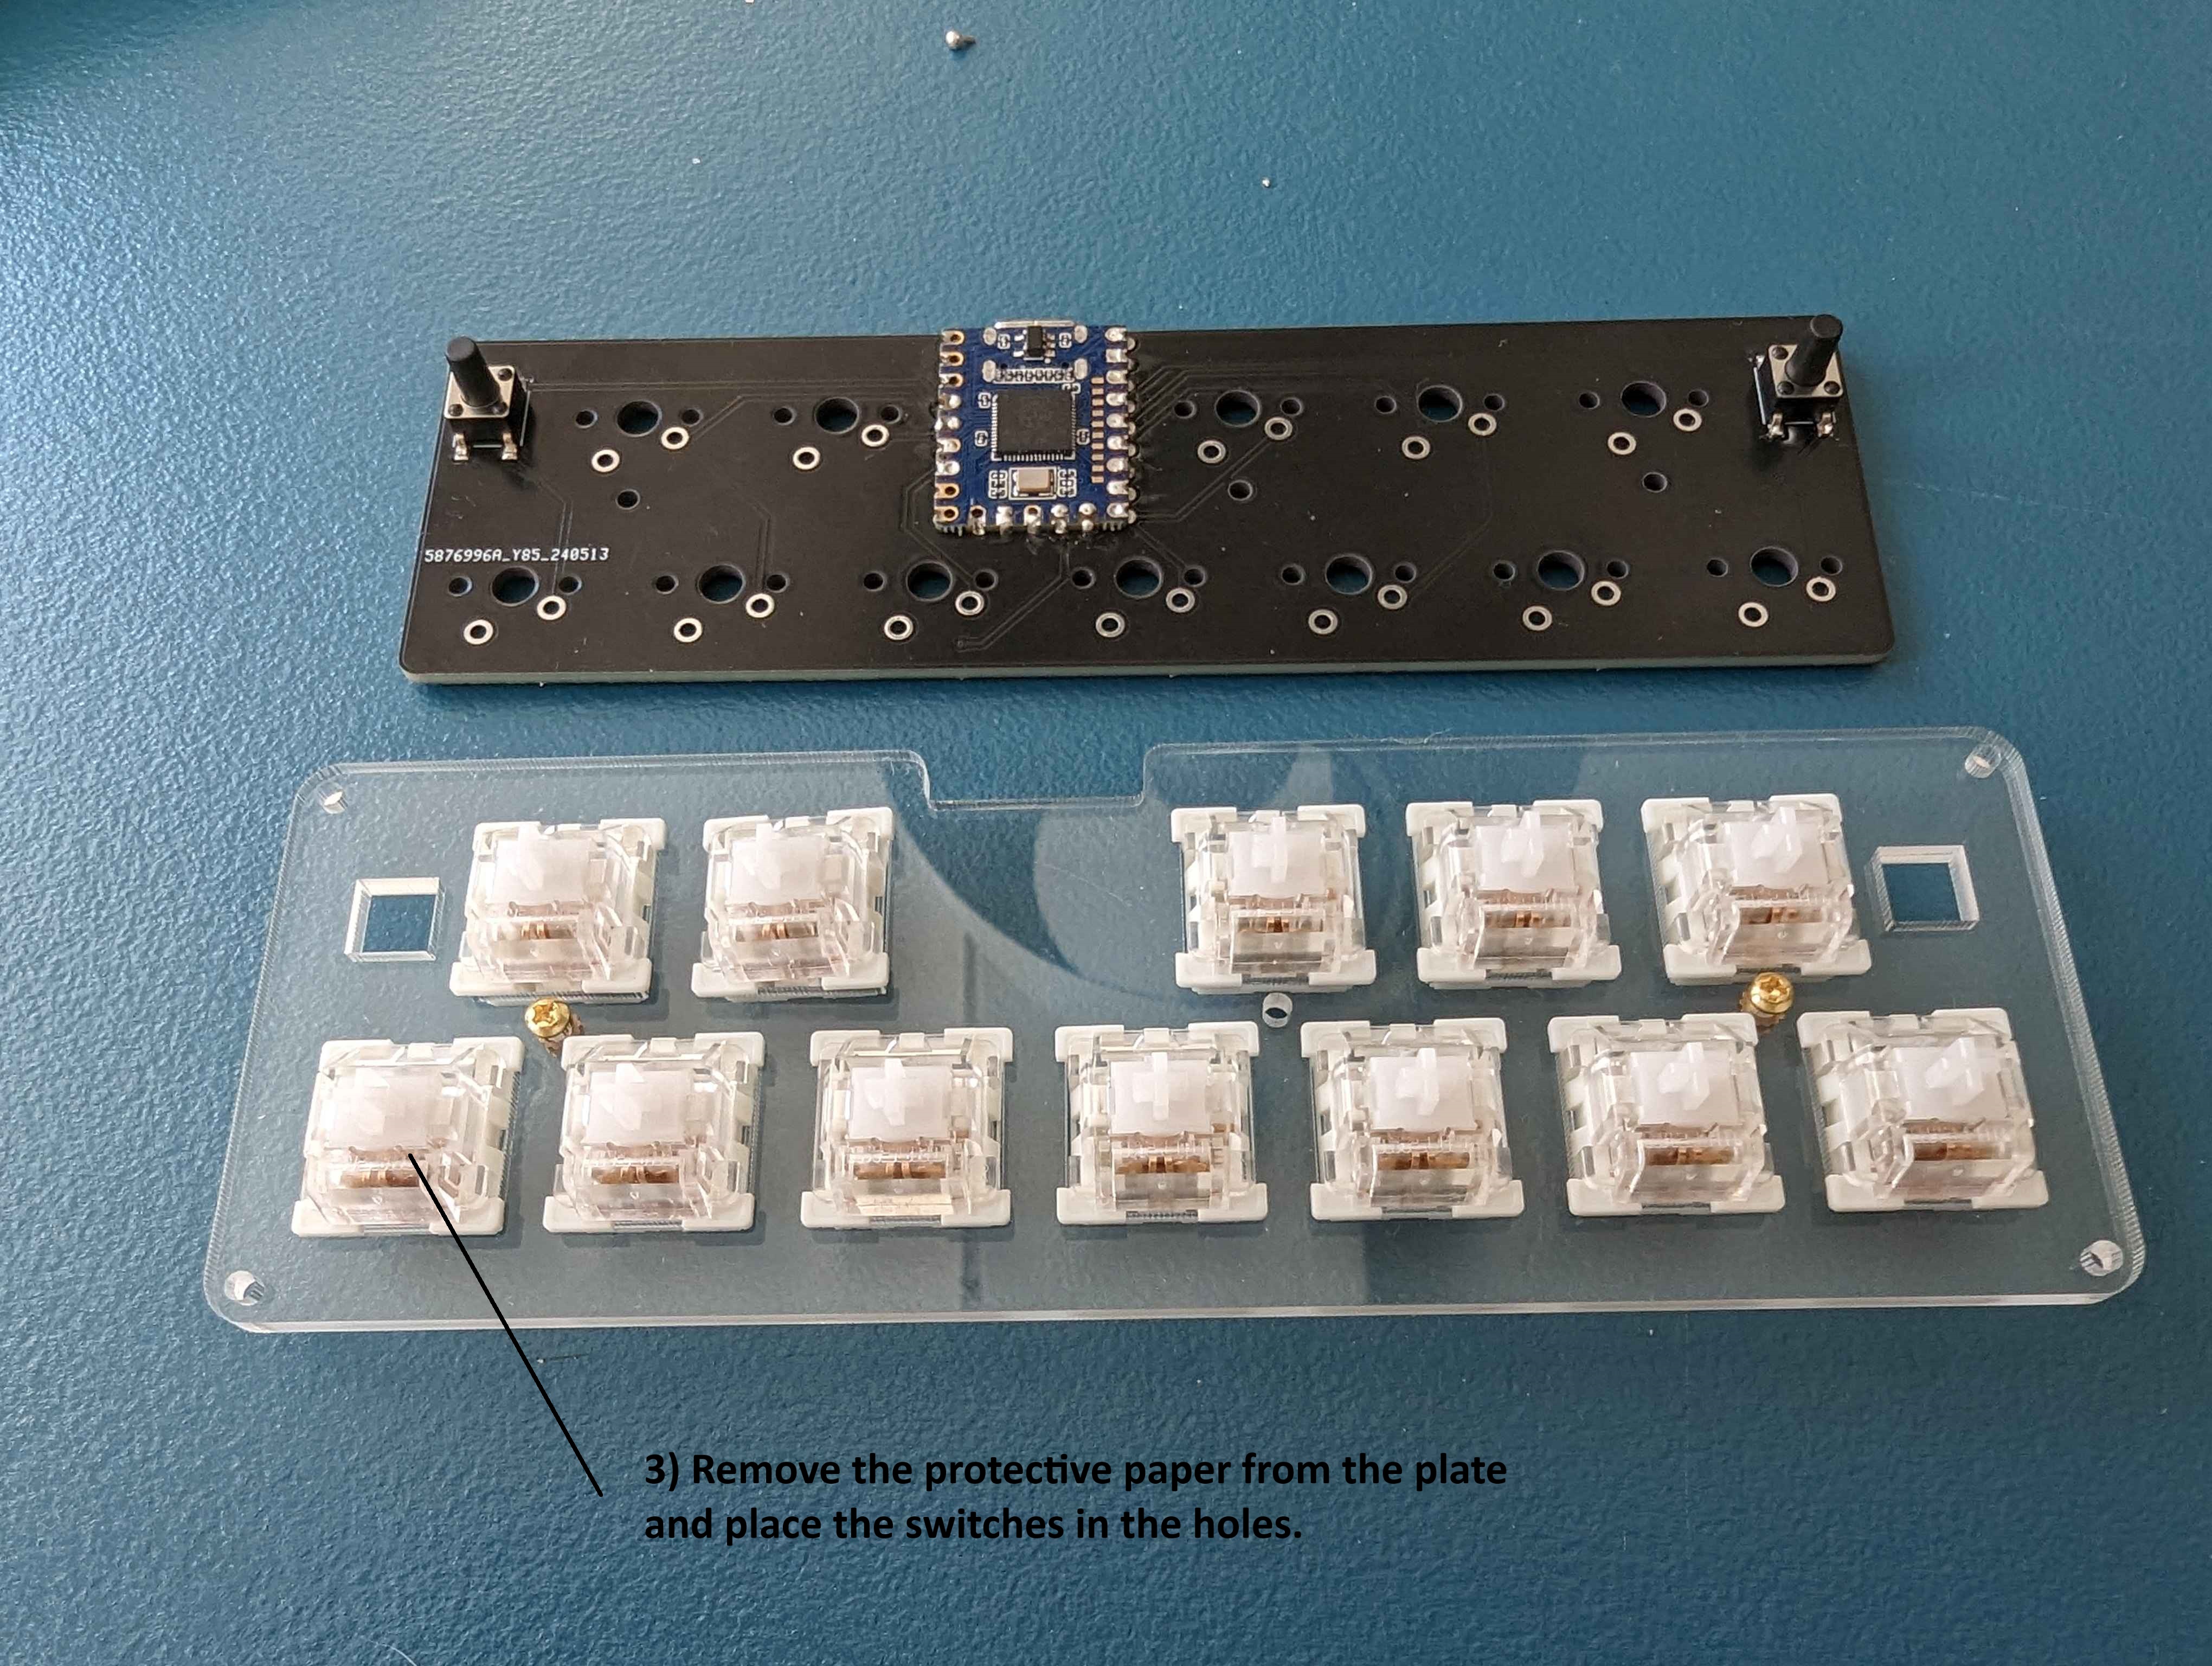 5876996A_Y85_240513
3) Remove the protective paper from the plate
and place the switches in the holes.